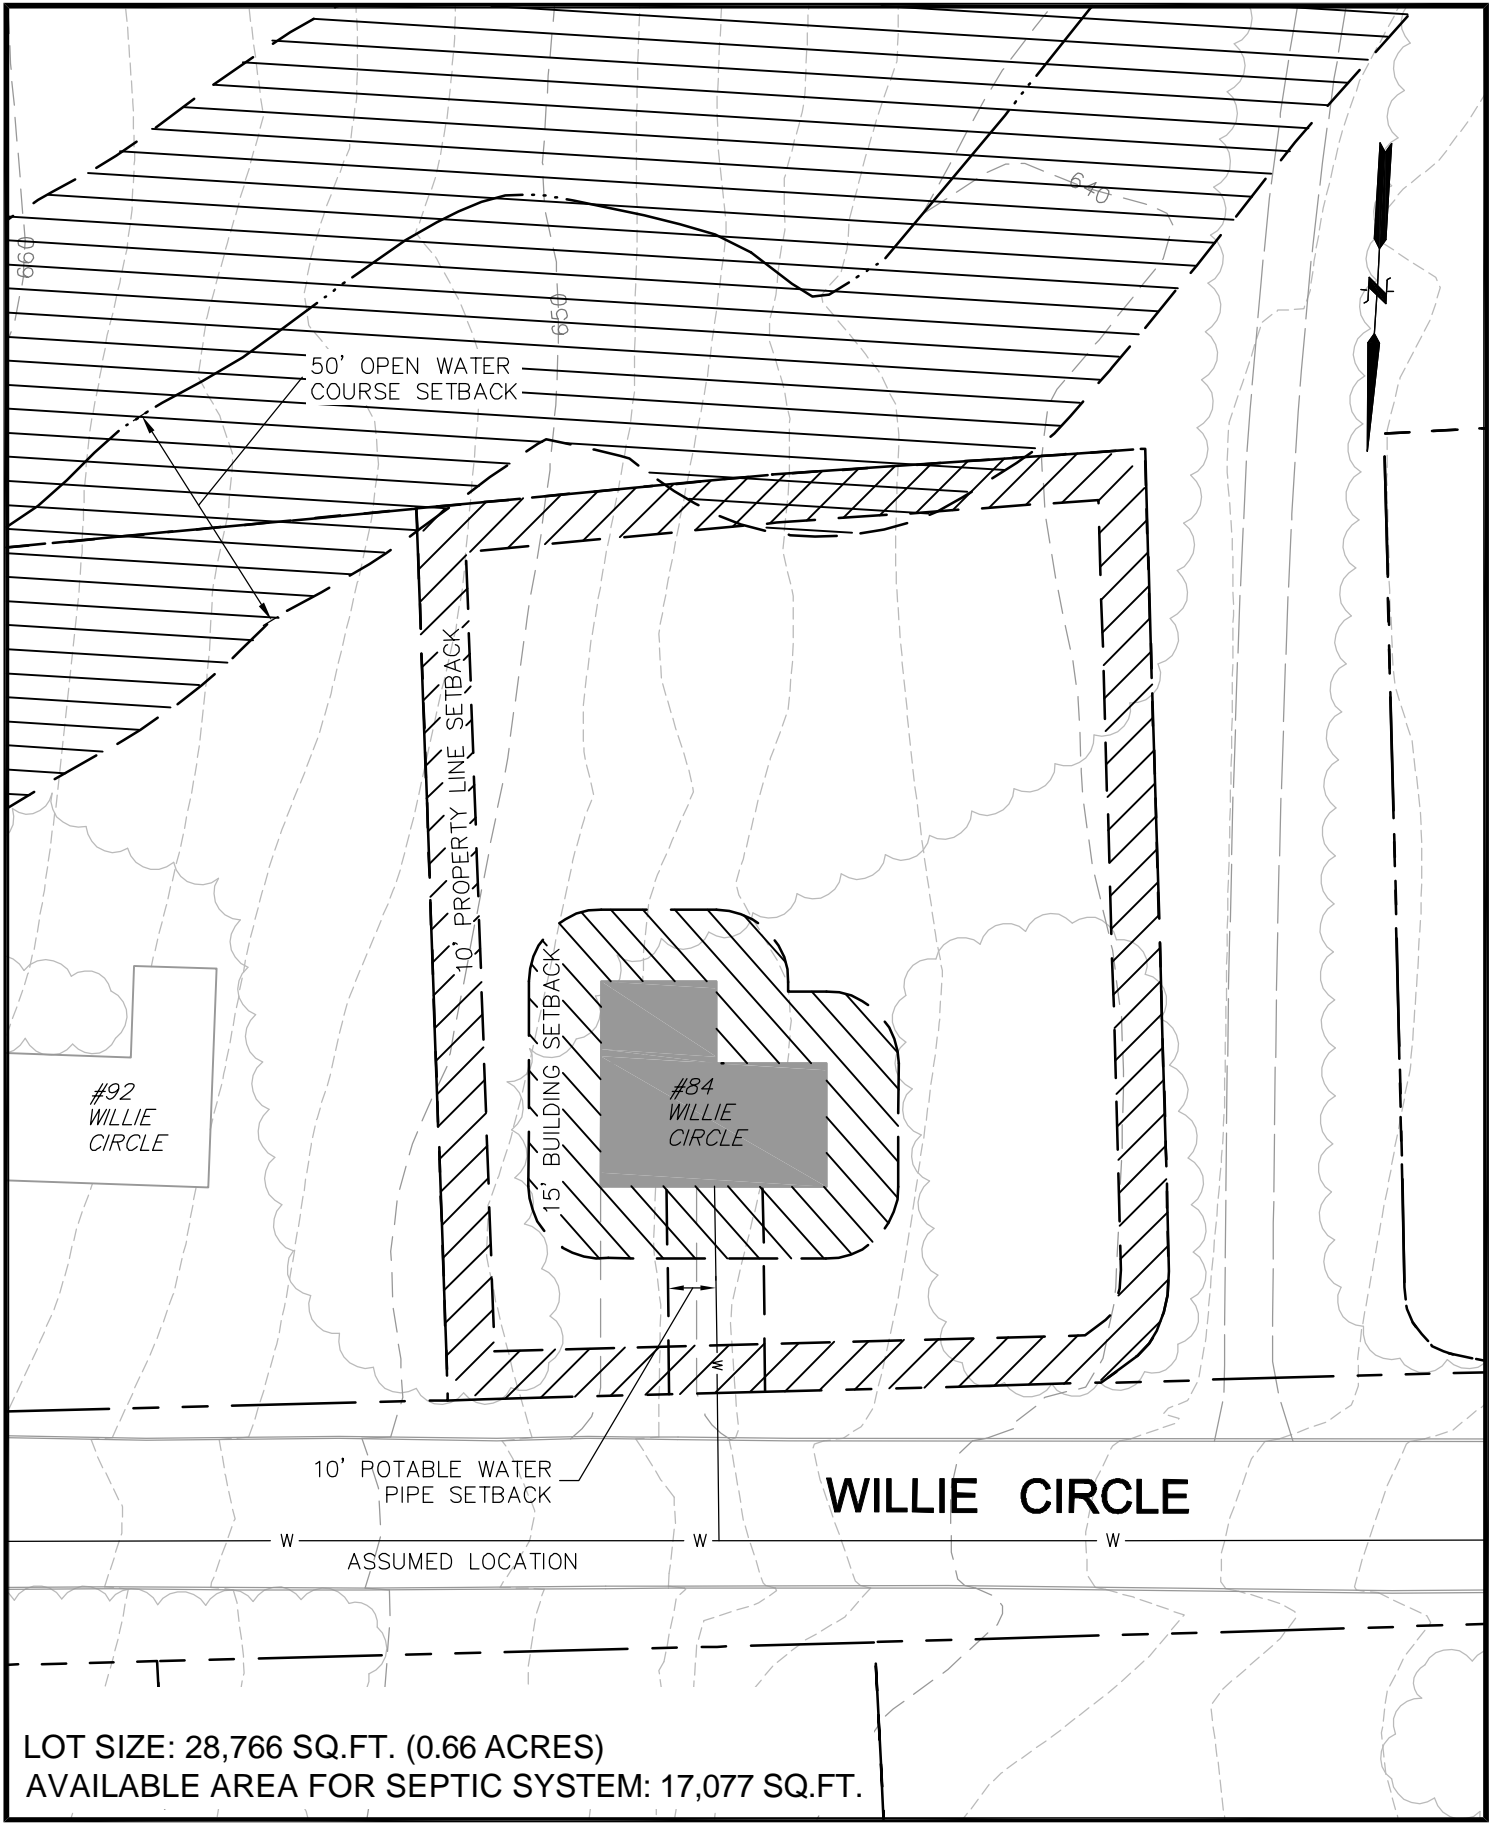 640
660
650
50' OPEN WATER
COURSE SETBACK
N
10' PROPERTY LINE SETBACK
15' BUILDING SETBACK
#92
WILLIE
CIRCLE
#84
WILLIE
CIRCLE
W
10' POTABLE WATER
PIPE SETBACK
WILLIE CIRCLE
W W W
ASSUMED LOCATION
LOT SIZE: 28,766 SQ.FT. (0.66 ACRES)
AVAILABLE AREA FOR SEPTIC SYSTEM: 17,077 SQ.FT.